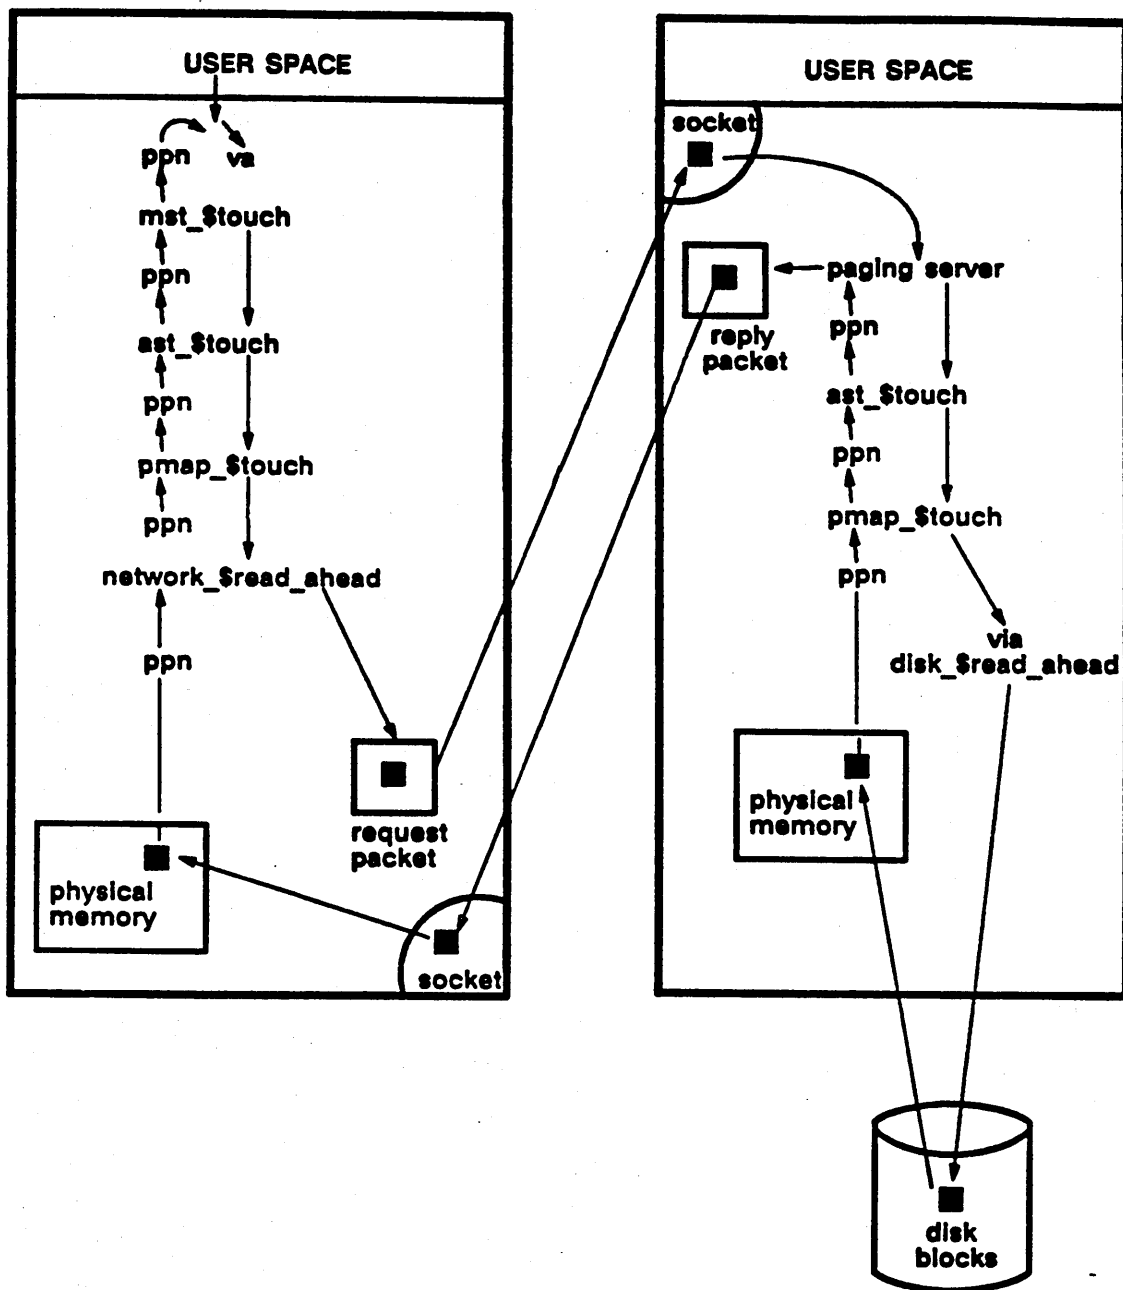 USER SPACE
ppn va
mst_$touch
ppn
ast_$touch
ppn
pmap_$touch
ppn
network_$read_ahead
ppn
request
packet
physical
memory
socket
USER SPACE
socket
paging server
reply
packet
ppn
ast_$touch
ppn
pmap_$touch
ppn
via
disk_$read_ahead
physical
memory
disk
blocks